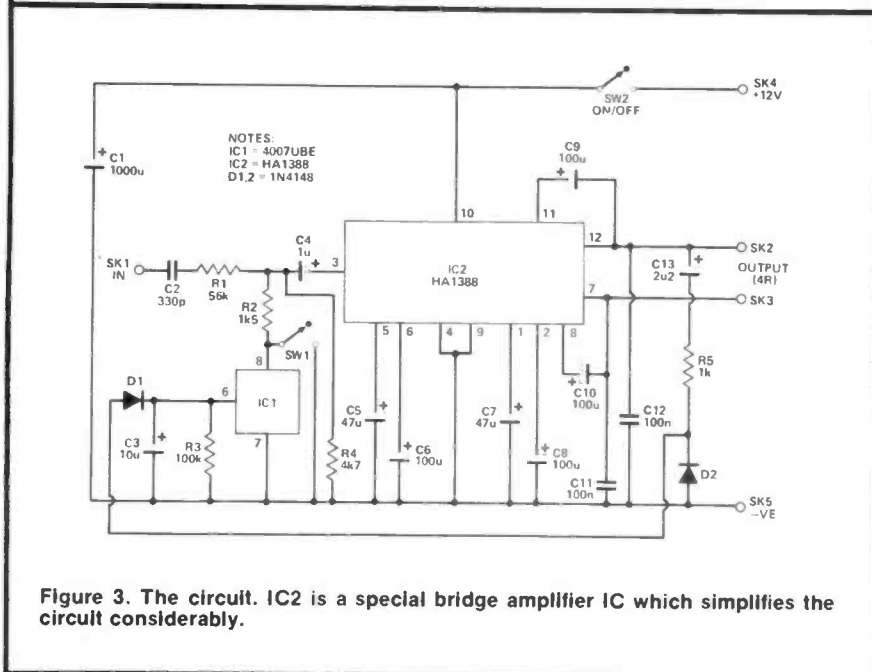 SK4
+12V
SW2
ON/OFF
NOTES:
IC1 = 4007UBE
IC2 = HA1388
D1,2 = 1N4148
C1
1000u
C9
100u
10
11
12
SK2
C4
1u
3
IC2
HA1388
SK1
IN
C2
330p
R1
56k
C13
2u2
OUTPUT
(4R)
7
SK3
R2
1k5
8
SW1
5
6
4
9
1
2
8
R5
1k
D1
6
IC1
C10
100u
C3
10u
R3
100k
7
R4
4k7
C5
47u
C6
100u
C7
47u
C8
100u
C12
100n
C11
100n
D2
SK5
-VE
Figure 3. The circuit. IC2 is a special bridge amplifier IC which simplifies the
circuit considerably.